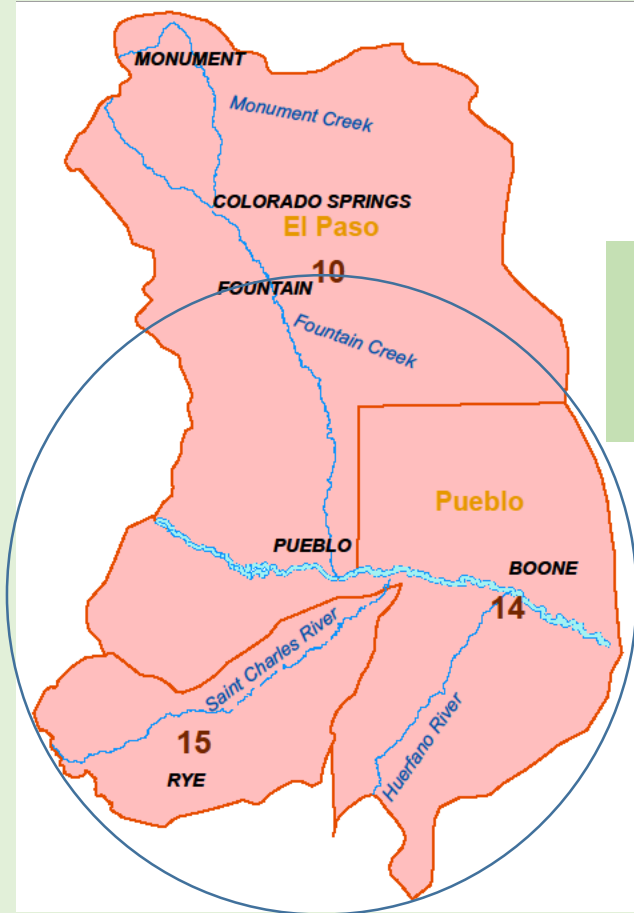 MONUMENT
Monument Creek
COLORADO SPRINGS
El Paso
10
FOUNTAIN
Fountain Creek
Pueblo
PUEBLO
BOONE
14
Saint Charles River
Huerfano River
15
RYE